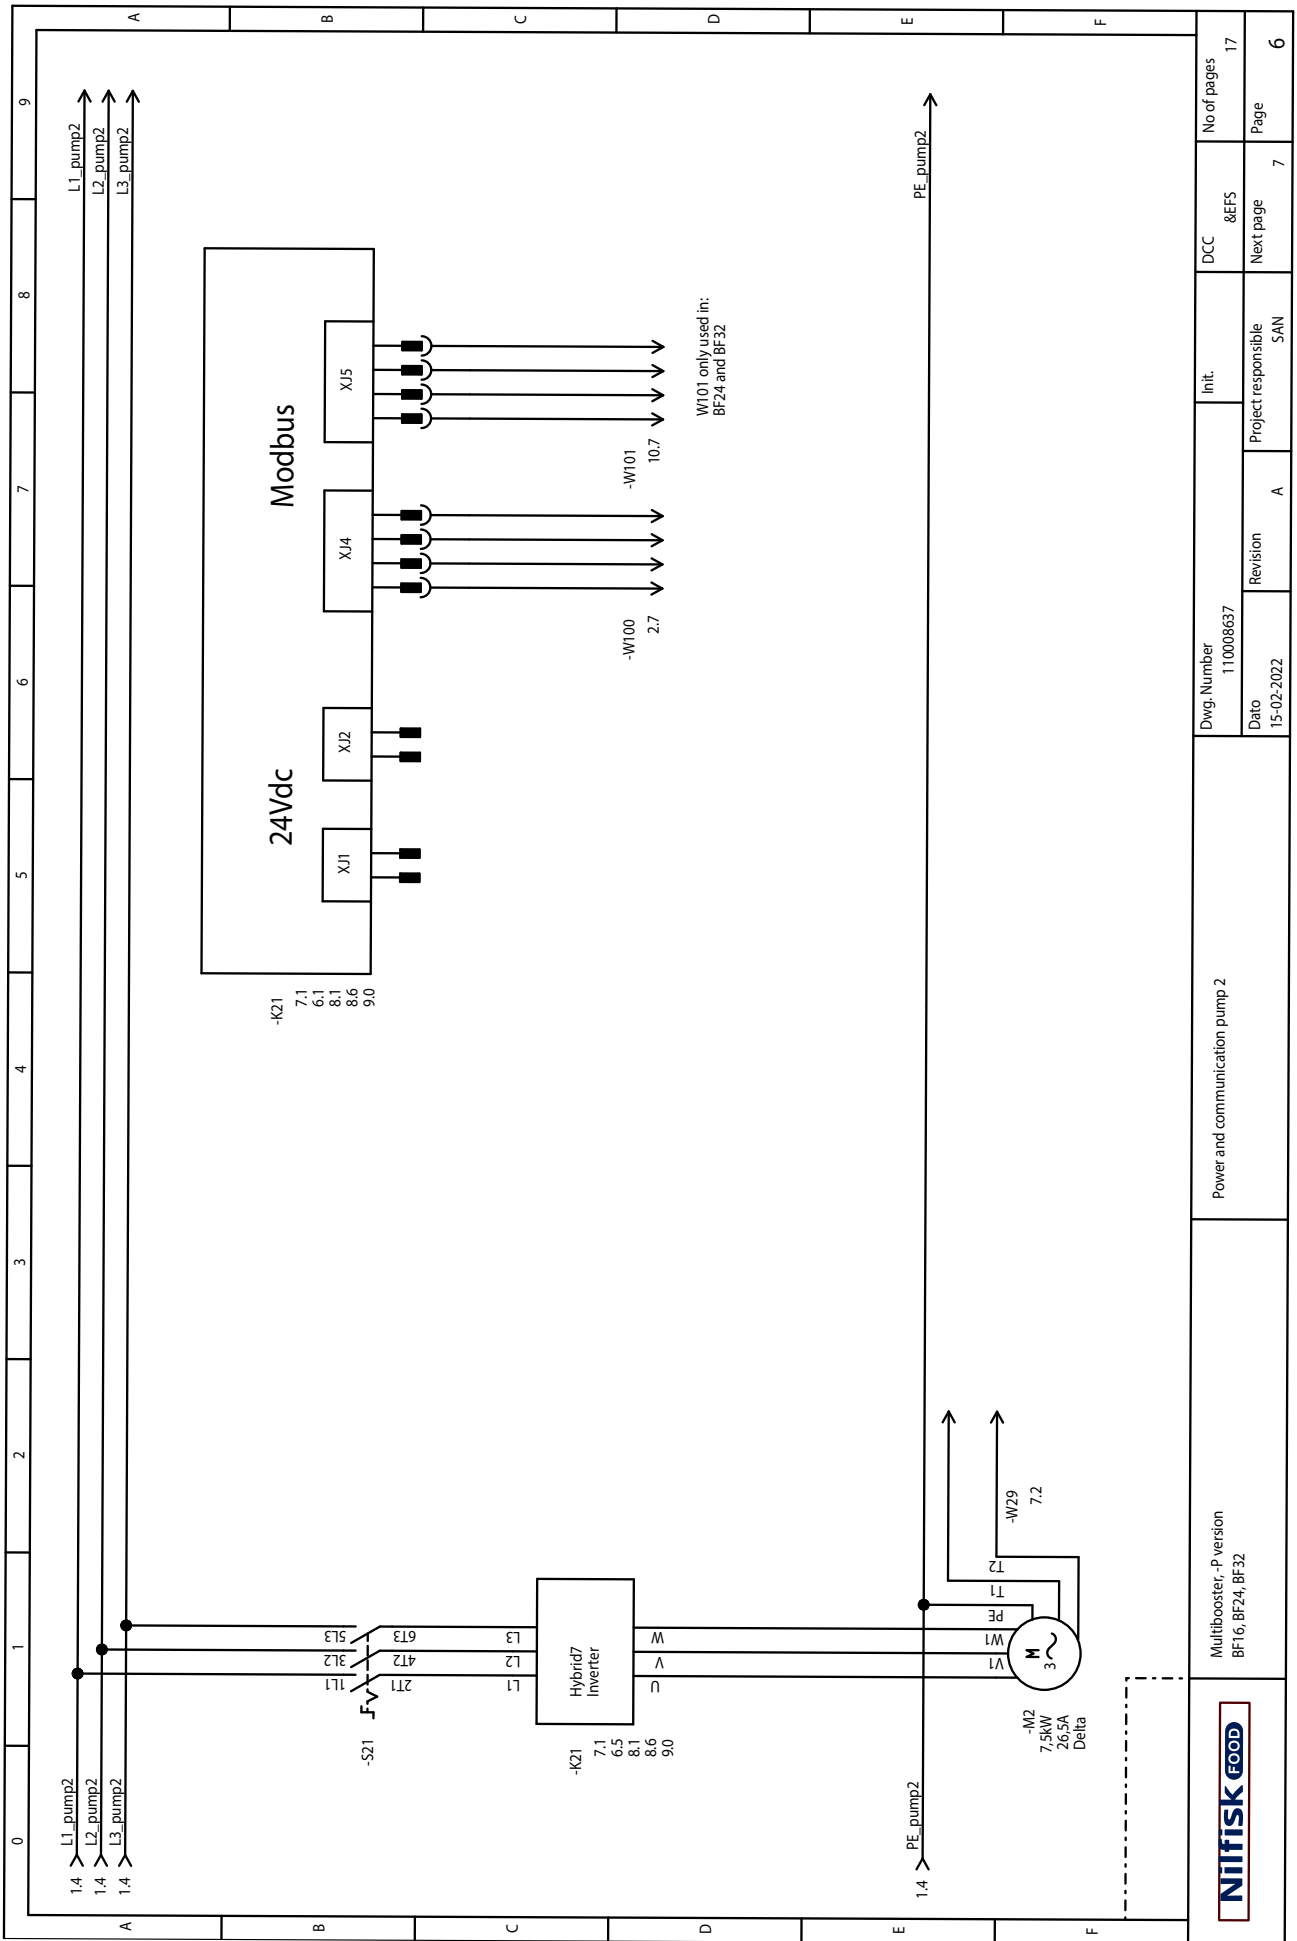 0
1
2
3
4
5
6
7
8
9
A
B
C
D
E
F
A
B
C
D
E
F
1.4
L1_pump2
L1_pump2
1.4
L2_pump2
L2_pump2
1.4
L3_pump2
L3_pump2
-S21
1L1
3L2
5L3
2T1
4T2
6T3
L1
L2
L3
-K21
7.1
6.5
8.1
8.6
9.0
Hybrid7
Inverter
U
V
W
-K21
7.1
6.1
8.1
8.6
9.0
24Vdc
Modbus
XJ1
XJ2
XJ4
XJ5
-W100
2.7
-W101
10.7
W101 only used in:
BF24 and BF32
1.4
PE_pump2
PE_pump2
V1
W1
PE
T1
T2
-W29
7.2
-M2
7,5kW
26,5A
Delta
M
3
Nilfisk FOOD
Multibooster, -P version
BF16, BF24, BF32
Power and communication pump 2
Dwg. Number
110008637
Init.
DCC
&EFS
No of pages
17
Dato
15-02-2022
Revision
A
Project responsible
SAN
Next page
7
Page
6